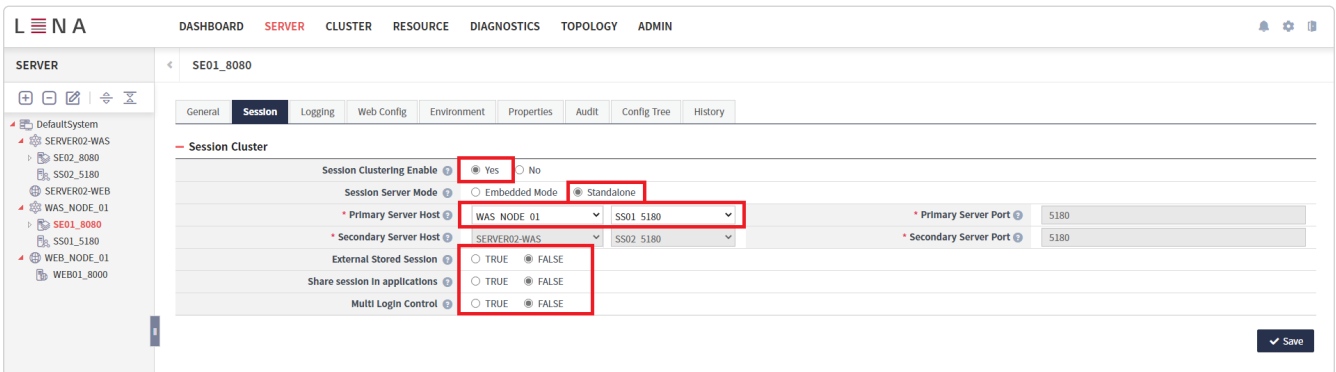 LENA DASHBOARD SERVER CLUSTER RESOURCE DIAGNOSTICS TOPOLOGY ADMIN
SERVER
SE01_8080
General Session Logging Web Config Environment Properties Audit Config Tree History
DefaultSystem
SERVER02-WAS
SE02_8080
SS02_5180
SERVER02-WEB
WAS_NODE_01
SE01_8080
SS01_5180
WEB_NODE_01
WEB01_8000
Session Cluster
Session Clustering Enable ? Yes No
Session Server Mode ? Embedded Mode Standalone
* Primary Server Host ? WAS_NODE_01 SS01_5180 * Primary Server Port ? 5180
* Secondary Server Host ? SERVER02-WAS SS02_5180 * Secondary Server Port ? 5180
External Stored Session ? TRUE FALSE
Share session in applications ? TRUE FALSE
Multi Login Control ? TRUE FALSE
Save